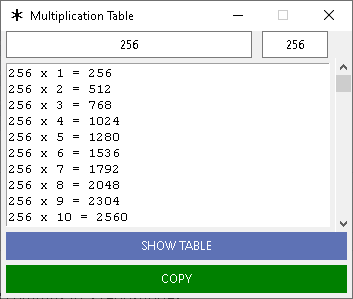 Multiplication Table
256 256
256 x 1 = 256
256 x 2 = 512
256 x 3 = 768
256 x 4 = 1024
256 x 5 = 1280
256 x 6 = 1536
256 x 7 = 1792
256 x 8 = 2048
256 x 9 = 2304
256 x 10 = 2560
SHOW TABLE
COPY